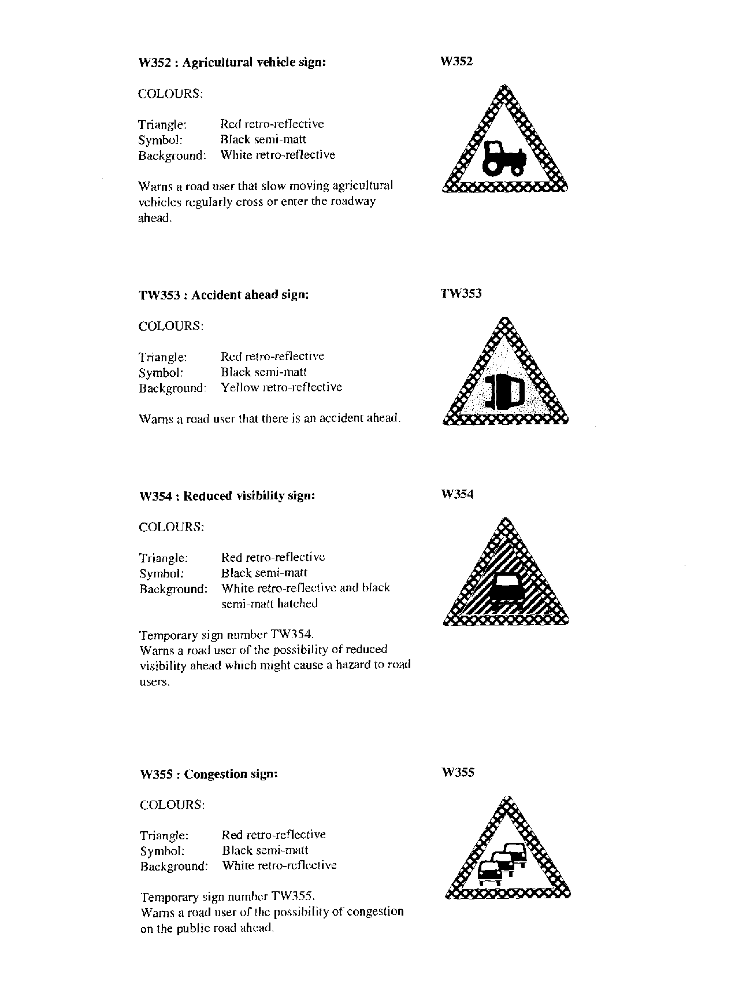 W352 : Agricultural vehicle sign: W352
COLOURS:
Triangle: Red retro-reflective
Symbol: Black semi-matt
Background: White retro-reflective
Warns a road user that slow moving agricultural
vehicles regularly cross or enter the roadway
ahead.
TW353 : Accident ahead sign: TW353
COLOURS:
Triangle: Red retro-reflective
Symbol: Black semi-matt
Background: Yellow retro-reflective
Warns a road user that there is an accident ahead.
W354 : Reduced visibility sign: W354
COLOURS:
Triangle: Red retro-reflective
Symbol: Black semi-matt
Background: White retro-reflective and black
semi-matt hatched
Temporary sign number TW354.
Warns a road user of the possibility of reduced
visibility ahead which might cause a hazard to road
users.
W355 : Congestion sign: W355
COLOURS:
Triangle: Red retro-reflective
Symbol: Black semi-matt
Background: White retro-reflective
Temporary sign number TW355.
Warns a road user of the possibility of congestion
on the public road ahead.